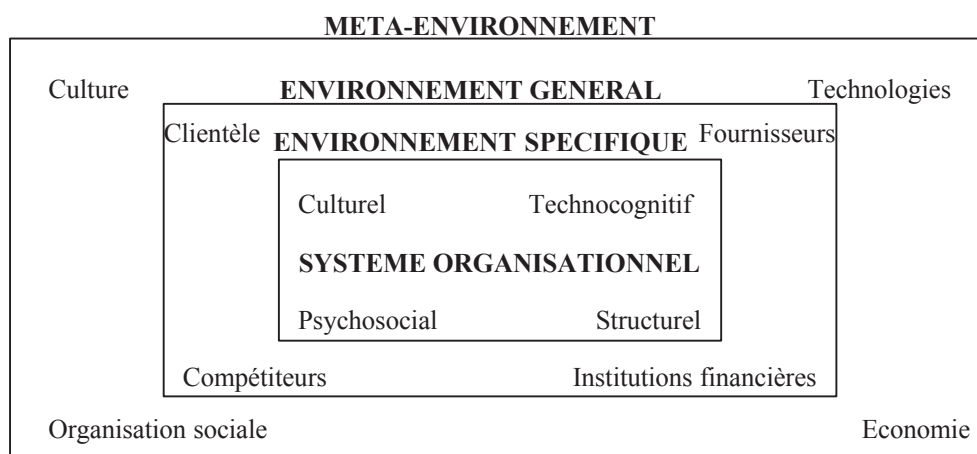 META-ENVIRONNEMENT
Culture ENVIRONNEMENT GENERAL Technologies
Clientèle ENVIRONNEMENT SPECIFIQUE Fournisseurs
Culturel Technocognitif
SYSTEME ORGANISATIONNEL
Psychosocial Structurel
Compétiteurs Institutions financières
Organisation sociale Economie